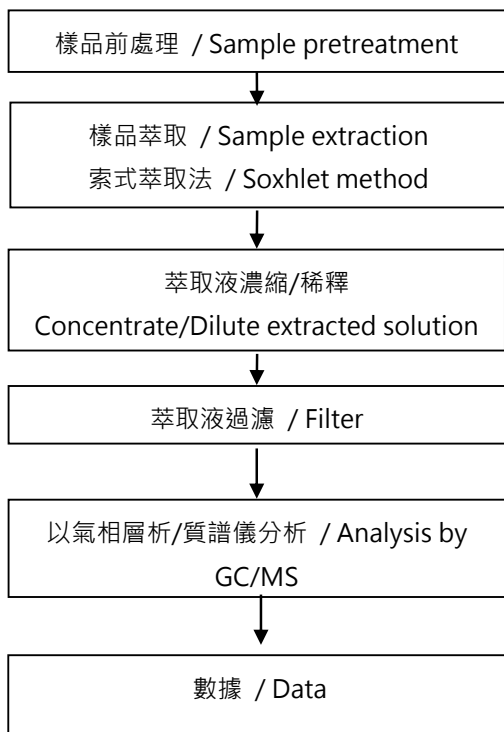 樣品前處理 / Sample pretreatment
樣品萃取 / Sample extraction
索式萃取法 / Soxhlet method
萃取液濃縮/稀釋
Concentrate/Dilute extracted solution
萃取液過濾 / Filter
以氣相層析/質譜儀分析 / Analysis by
GC/MS
數據 / Data